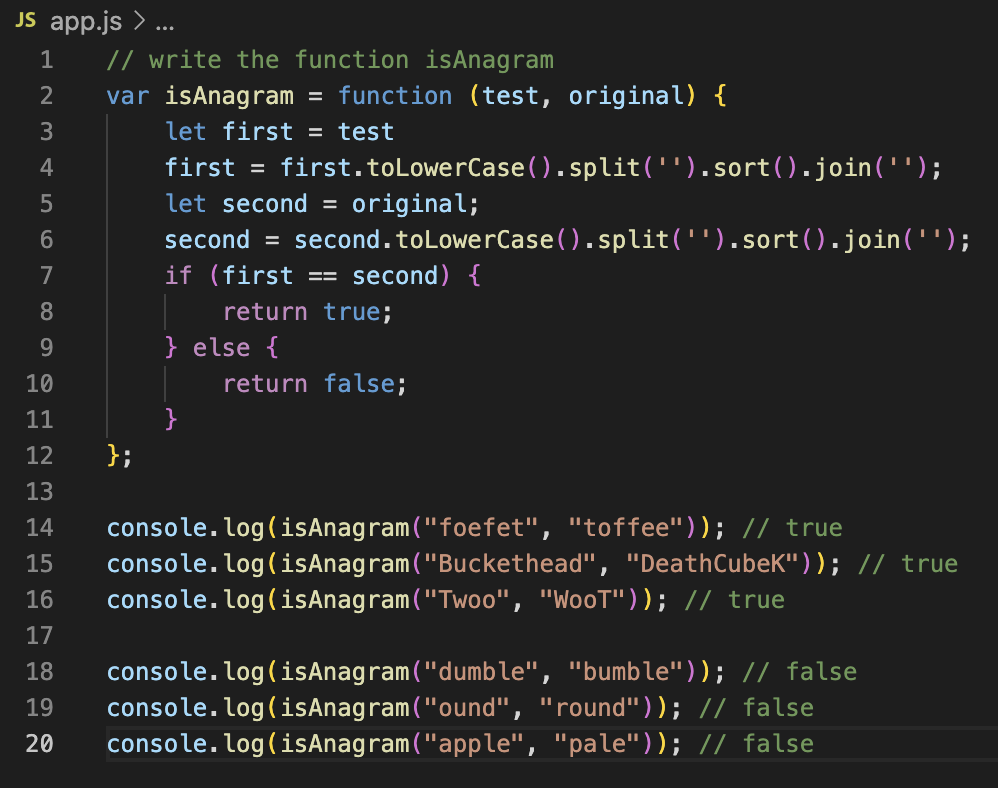 JS app.js > ...
1 // write the function isAnagram
2 var isAnagram = function (test, original) {
3     let first = test
4     first = first.toLowerCase().split('').sort().join('');
5     let second = original;
6     second = second.toLowerCase().split('').sort().join('');
7     if (first == second) {
8         return true;
9     } else {
10         return false;
11     }
12 };
13
14 console.log(isAnagram("foefet", "toffee")); // true
15 console.log(isAnagram("Buckethead", "DeathCubeK")); // true
16 console.log(isAnagram("Twoo", "WooT")); // true
17
18 console.log(isAnagram("dumble", "bumble")); // false
19 console.log(isAnagram("ound", "round")); // false
20 console.log(isAnagram("apple", "pale")); // false